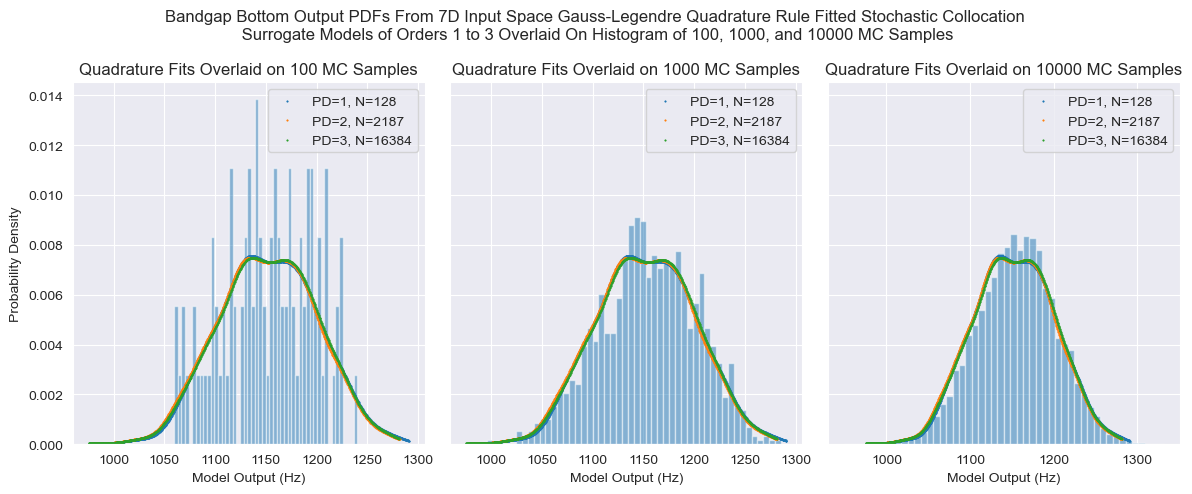 Bandgap Bottom Output PDFs From 7D Input Space Gauss-Legendre Quadrature Rule Fitted Stochastic Collocation
Surrogate Models of Orders 1 to 3 Overlaid On Histogram of 100, 1000, and 10000 MC Samples
Quadrature Fits Overlaid on 100 MC Samples
Quadrature Fits Overlaid on 1000 MC Samples
Quadrature Fits Overlaid on 10000 MC Samples
PD=1, N=128
PD=2, N=2187
PD=3, N=16384
PD=1, N=128
PD=2, N=2187
PD=3, N=16384
PD=1, N=128
PD=2, N=2187
PD=3, N=16384
Probability Density
0.014
0.012
0.010
0.008
0.006
0.004
0.002
0.000
1000 1050 1100 1150 1200 1250 1300
1000 1050 1100 1150 1200 1250 1300
1000 1100 1200 1300
Model Output (Hz)
Model Output (Hz)
Model Output (Hz)